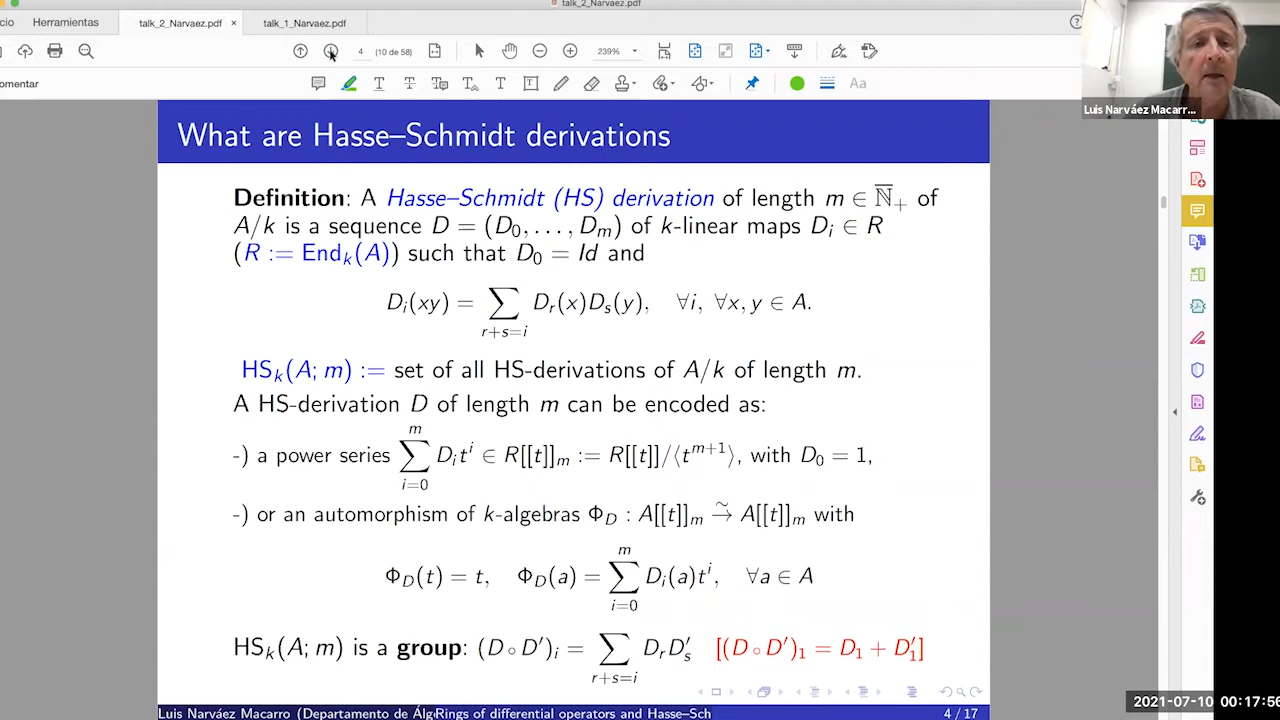 talk_2_Narvaez.pdf
cio Herramientas talk_2_Narvaez.pdf × talk_1_Narvaez.pdf
4 (10 de 58) 239%
omentar
Aa
Luis Narváez Macarr...
What are Hasse–Schmidt derivations
Definition: A Hasse–Schmidt (HS) derivation of length m ∈ N̅₊ of
A/k is a sequence D = (D₀, . . . , Dₘ) of k-linear maps Dᵢ ∈ R
(R := Endₖ(A)) such that D₀ = Id and
Dᵢ(xy) = ∑_{r+s=i} Dᵣ(x)Dₛ(y), ∀i, ∀x, y ∈ A.
HSₖ(A; m) := set of all HS-derivations of A/k of length m.
A HS-derivation D of length m can be encoded as:
-) a power series ∑_{i=0}^{m} Dᵢtⁱ ∈ R[[t]]ₘ := R[[t]]/⟨tᵐ⁺¹⟩, with D₀ = 1,
-) or an automorphism of k-algebras Φ_D : A[[t]]ₘ →̃ A[[t]]ₘ with
Φ_D(t) = t, Φ_D(a) = ∑_{i=0}^{m} Dᵢ(a)tⁱ, ∀a ∈ A
HSₖ(A; m) is a group: (D ∘ D′)ᵢ = ∑_{r+s=i} DᵣD′ₛ [(D ∘ D′)₁ = D₁ + D′₁]
Luis Narváez Macarro (Departamento de Álg Rings of differential operators and Hasse–Sch 4 / 17
2021-07-10 00:17:56